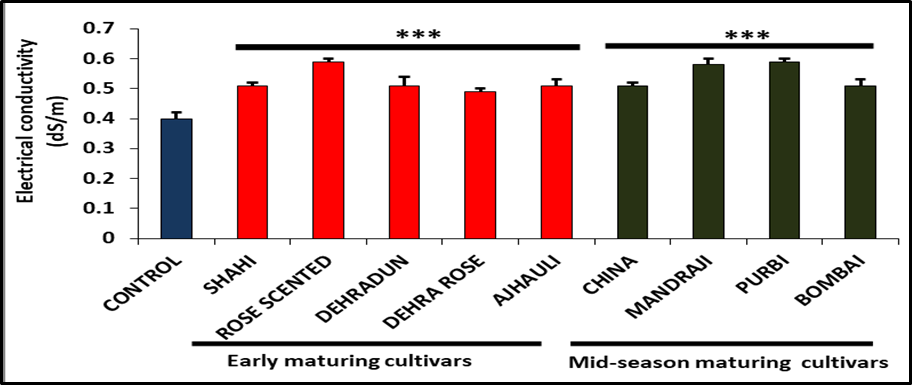 Electrical conductivity
(dS/m)
0.7
0.6
0.5
0.4
0.3
0.2
0.1
0
***
***
CONTROL
SHAHI
ROSE SCENTED
DEHRADUN
DEHRA ROSE
AJHAULI
CHINA
MANDRAJI
PURBI
BOMBAI
Early maturing cultivars
Mid-season maturing cultivars